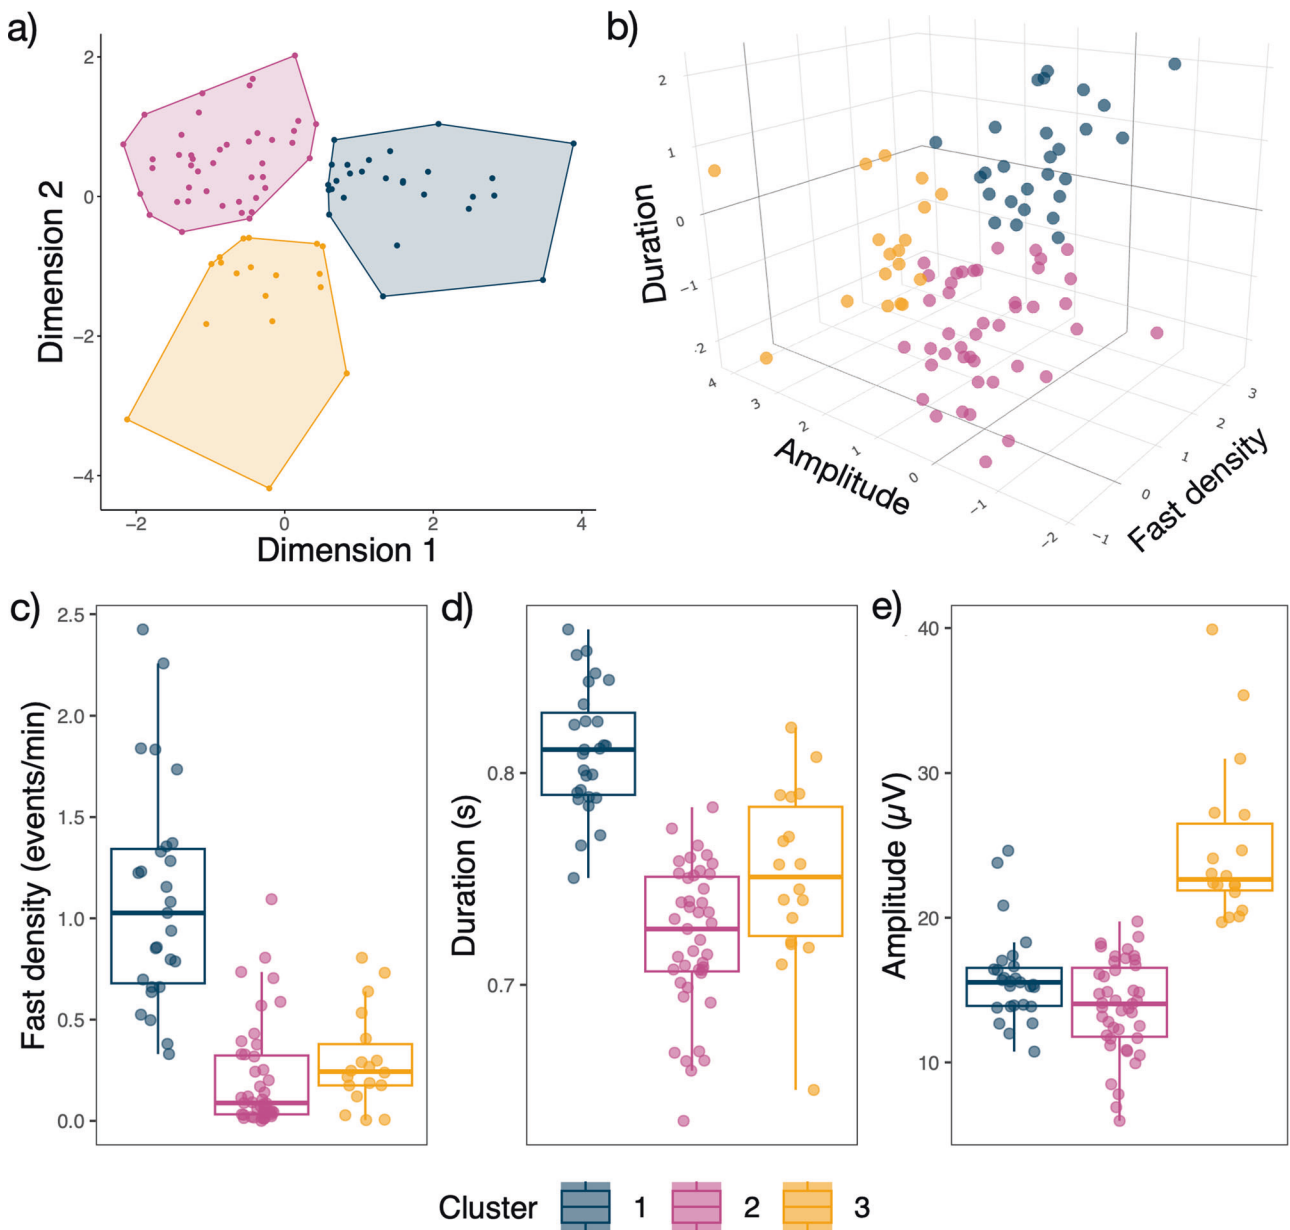 a)
2
0
−2
−4
Dimension 2
−2 0 2 4
Dimension 1
b)
2
1
0
−1
-2
Duration
4
3
2
1
0
−1
−2
Amplitude
3
2
1
0
−1
Fast density
c)
2.5
2.0
1.5
1.0
0.5
0.0
Fast density (events/min)
d)
0.8
0.7
Duration (s)
e)
40
30
20
10
Amplitude (µV)
Cluster 1 2 3